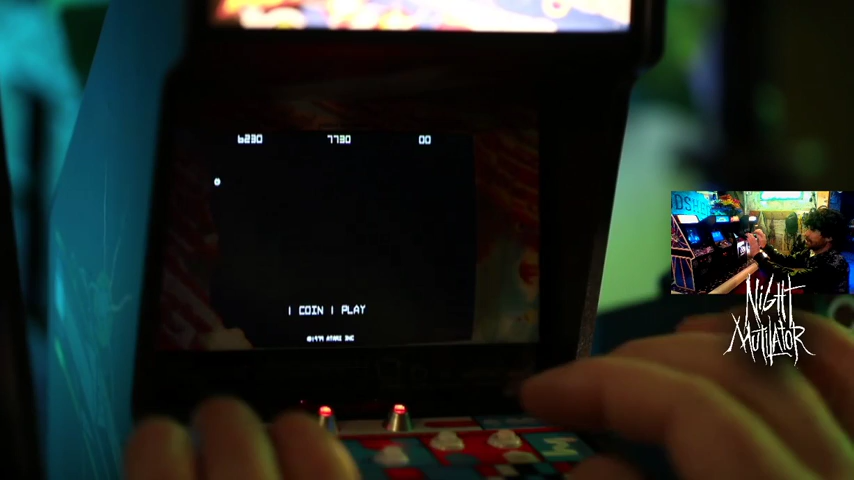 6230 7730 00
1 COIN 1 PLAY
©1979 ATARI INC
NIGHT
MUTILATOR